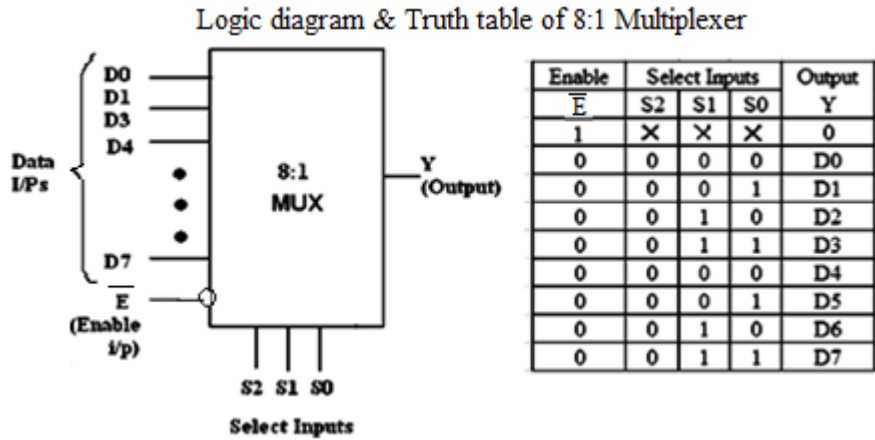 Logic diagram & Truth table of 8:1 Multiplexer
D0
D1
D3
D4
Data
I/Ps
D7
E
(Enable
i/p)
8:1
MUX
Y
(Output)
S2 S1 S0
Select Inputs
Enable Select Inputs Output
E S2 S1 S0 Y
1 X X X 0
0 0 0 0 D0
0 0 0 1 D1
0 0 1 0 D2
0 0 1 1 D3
0 0 0 0 D4
0 0 0 1 D5
0 0 1 0 D6
0 0 1 1 D7